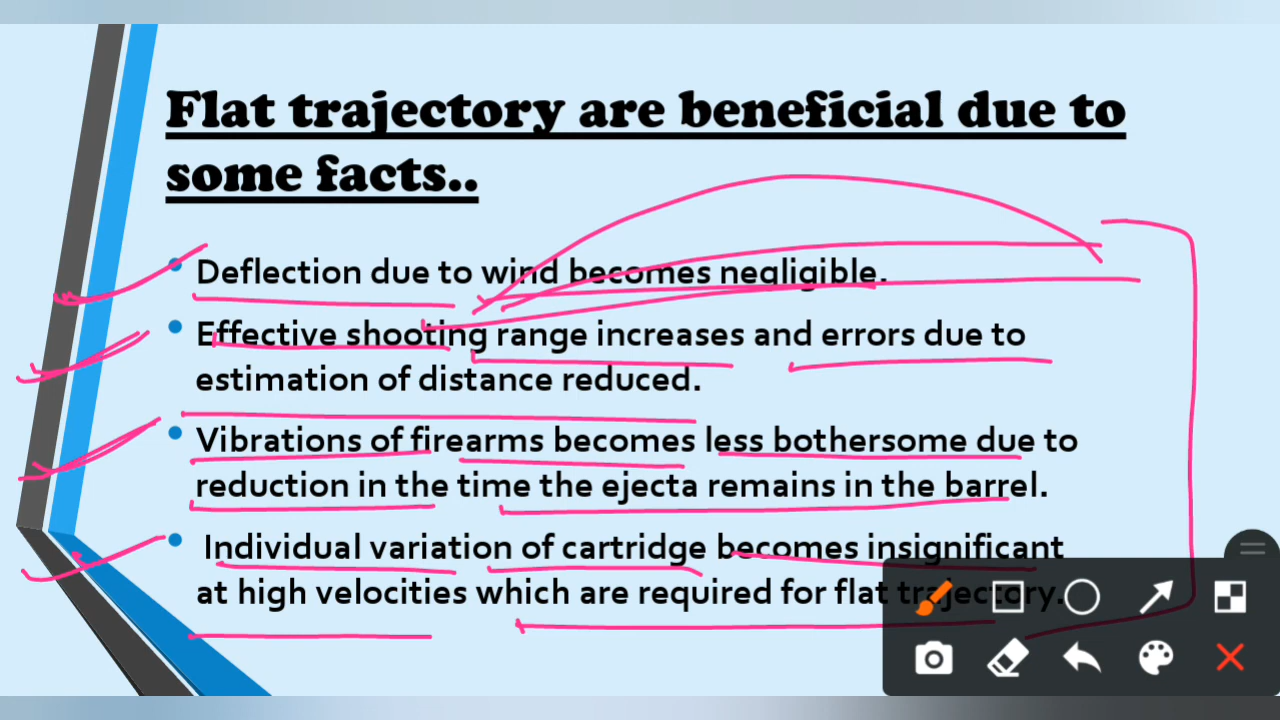 Flat trajectory are beneficial due to
some facts..
Deflection due to wind becomes negligible.
Effective shooting range increases and errors due to
estimation of distance reduced.
Vibrations of firearms becomes less bothersome due to
reduction in the time the ejecta remains in the barrel.
Individual variation of cartridge becomes insignificant
at high velocities which are required for flat trajectory.